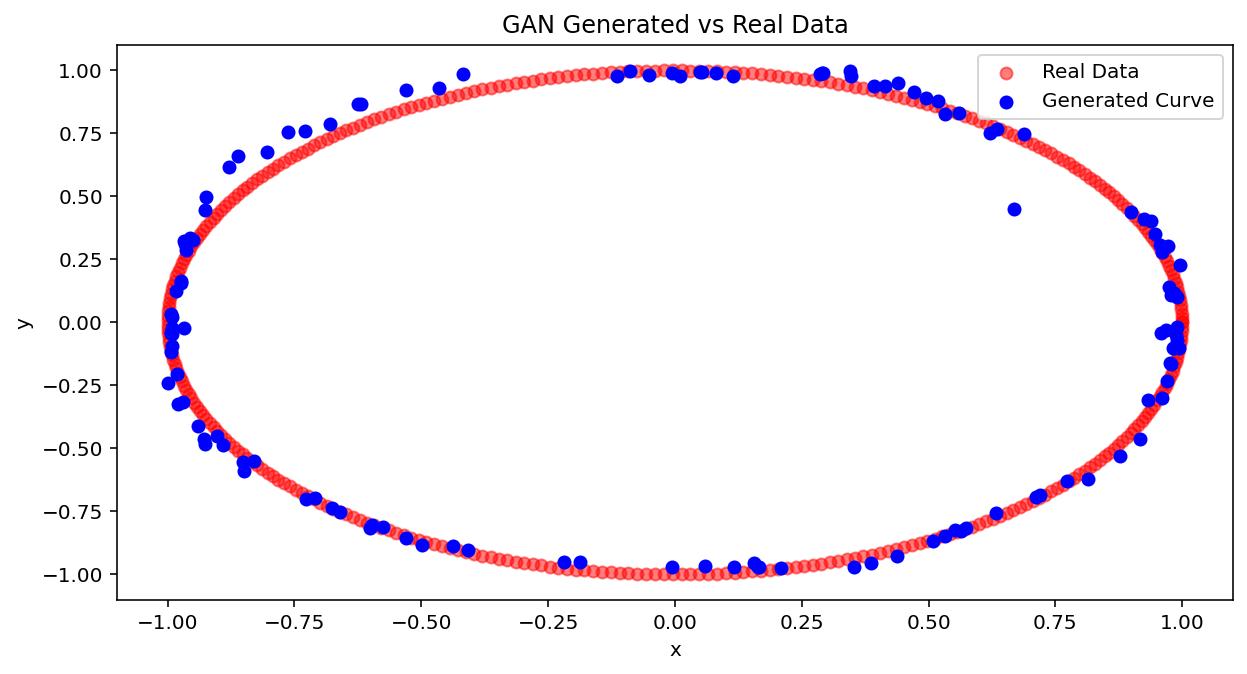 GAN Generated vs Real Data
Real Data
Generated Curve
1.00
0.75
0.50
0.25
0.00
−0.25
−0.50
−0.75
−1.00
y
−1.00 −0.75 −0.50 −0.25 0.00 0.25 0.50 0.75 1.00
x